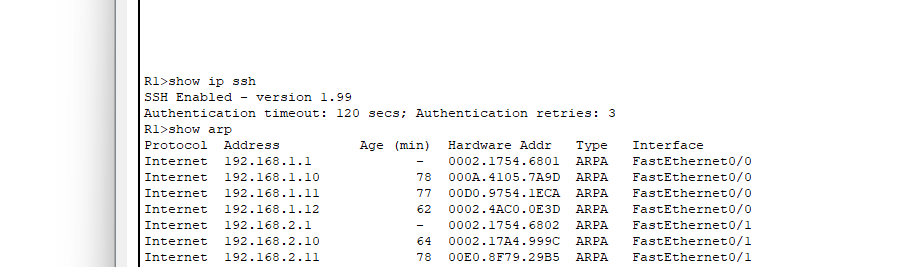 R1>show ip ssh
SSH Enabled - version 1.99
Authentication timeout: 120 secs; Authentication retries: 3
R1>show arp
Protocol  Address          Age (min)  Hardware Addr   Type   Interface
Internet  192.168.1.1             -   0002.1754.6801  ARPA   FastEthernet0/0
Internet  192.168.1.10            78  000A.4105.7A9D  ARPA   FastEthernet0/0
Internet  192.168.1.11            77  00D0.9754.1ECA  ARPA   FastEthernet0/0
Internet  192.168.1.12            62  0002.4AC0.0E3D  ARPA   FastEthernet0/0
Internet  192.168.2.1             -   0002.1754.6802  ARPA   FastEthernet0/1
Internet  192.168.2.10            64  0002.17A4.999C  ARPA   FastEthernet0/1
Internet  192.168.2.11            78  00E0.8F79.29B5  ARPA   FastEthernet0/1